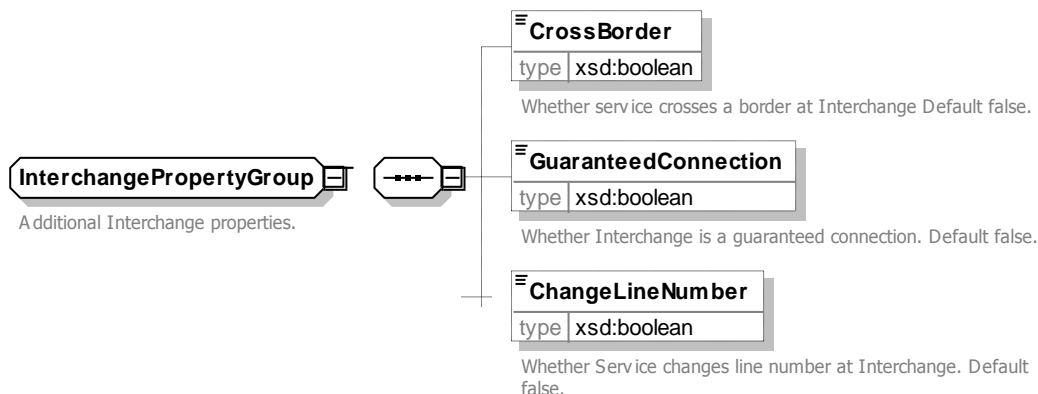 CrossBorder
type xsd:boolean
Whether service crosses a border at Interchange Default false.
InterchangePropertyGroup
Additional Interchange properties.
GuaranteedConnection
type xsd:boolean
Whether Interchange is a guaranteed connection. Default false.
ChangeLineNumber
type xsd:boolean
Whether Service changes line number at Interchange. Default
false.